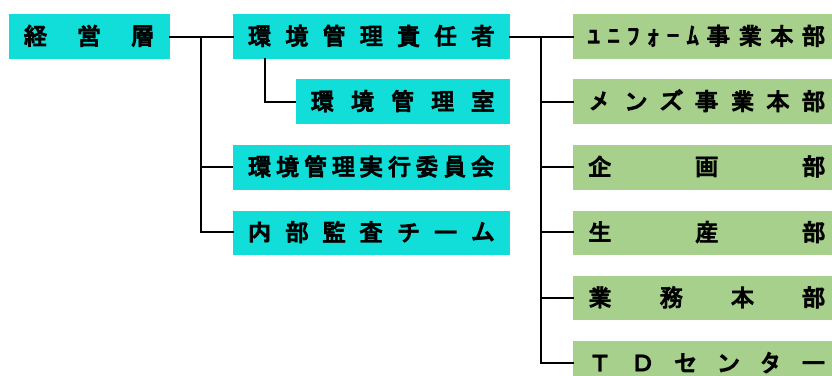 経営層
環境管理責任者
環境管理室
環境管理実行委員会
内部監査チーム
ユニフォーム事業本部
メンズ事業本部
企画部
生産部
業務本部
TDセンター